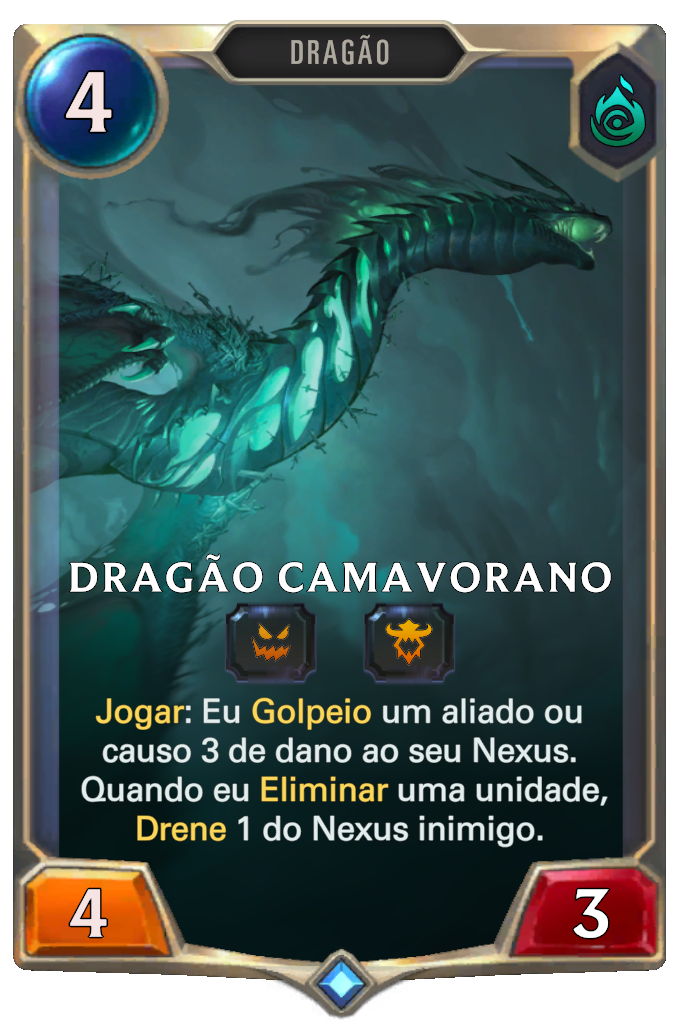 DRAGÃO
4
DRAGÃO CAMAVORANO
Jogar: Eu Golpeio um aliado ou
causo 3 de dano ao seu Nexus.
Quando eu Eliminar uma unidade,
Drene 1 do Nexus inimigo.
4
3